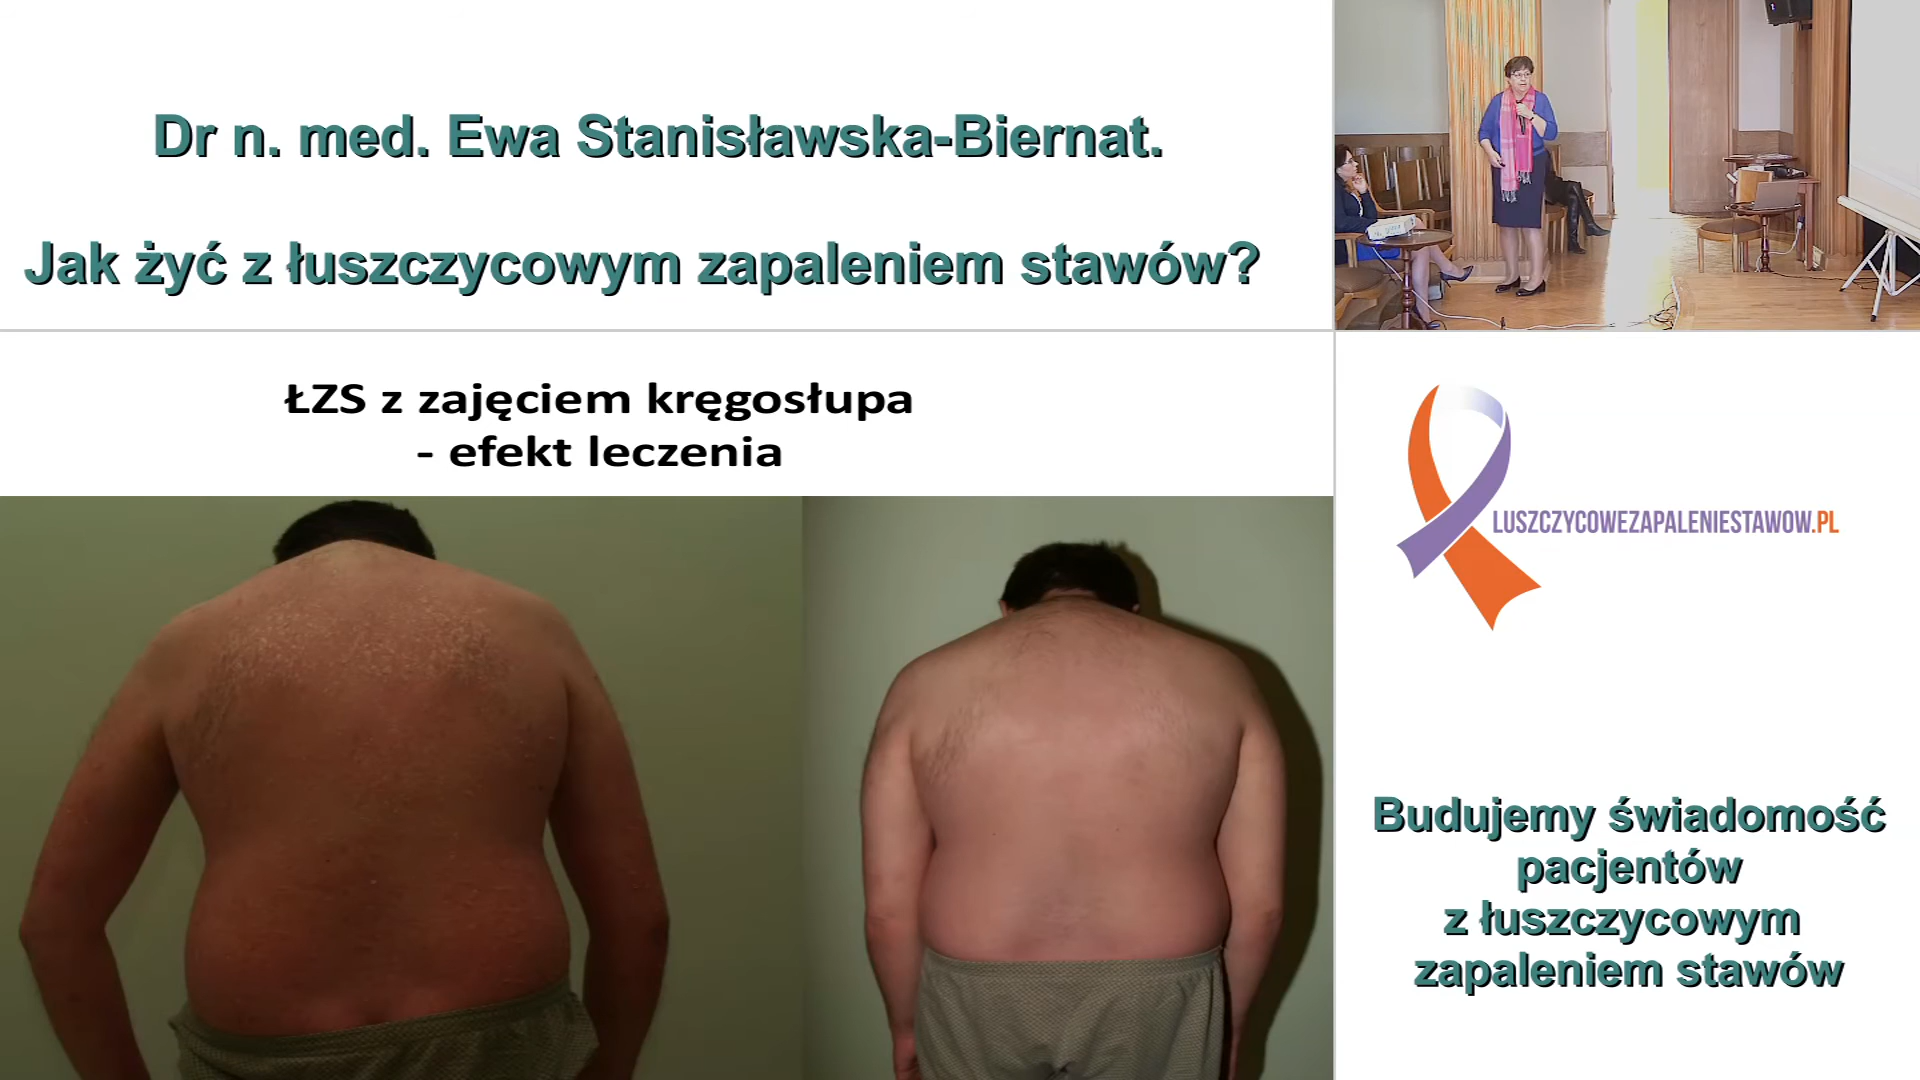 Dr n. med. Ewa Stanisławska-Biernat.
Jak żyć z łuszczycowym zapaleniem stawów?
ŁZS z zajęciem kręgosłupa
- efekt leczenia
LUSZCZYCOWEZAPALENIESTAWOW.PL
Budujemy świadomość
pacjentów
z łuszczycowym
zapaleniem stawów